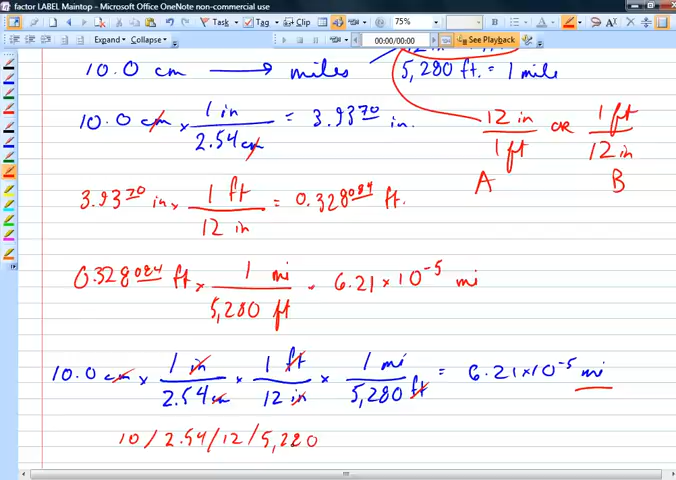 factor LABEL Maintop - Microsoft Office OneNote non-commercial use
75% Task Tag B
Expand Collapse 00:00/00:00 See Playback
10.0 cm → miles 5,280 ft. = 1 mile
10.0 cm × 1 in / 2.54 cm = 3.9370 in. 12 in / 1 ft OR 1 ft / 12 in
A B
3.9370 in × 1 ft / 12 in = 0.328084 ft.
0.328084 ft × 1 mi / 5,280 ft = 6.21 × 10⁻⁵ mi
10.0 cm × 1 in / 2.54 cm × 1 ft / 12 in × 1 mi / 5,280 ft = 6.21 × 10⁻⁵ mi
10 / 2.54 / 12 / 5,280